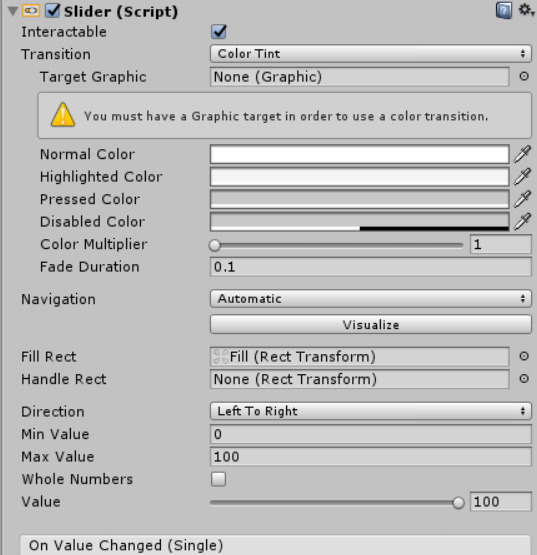 Slider (Script)
Interactable
Transition Color Tint
Target Graphic None (Graphic)
You must have a Graphic target in order to use a color transition.
Normal Color
Highlighted Color
Pressed Color
Disabled Color
Color Multiplier 1
Fade Duration 0.1
Navigation Automatic
Visualize
Fill Rect Fill (Rect Transform)
Handle Rect None (Rect Transform)
Direction Left To Right
Min Value 0
Max Value 100
Whole Numbers
Value 100
On Value Changed (Single)